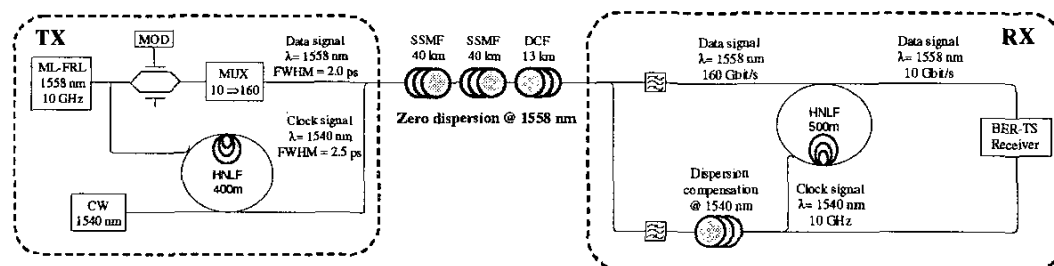 TX
MOD
ML-FRL
1558 nm
10 GHz
MUX
10⇒160
Data signal
λ= 1558 nm
FWHM = 2.0 ps
Clock signal
λ= 1540 nm
FWHM = 2.5 ps
HNLF
400m
CW
1540 nm
SSMF
40 km
SSMF
40 km
DCF
13 km
Zero dispersion @ 1558 nm
RX
Data signal
λ= 1558 nm
160 Gbit/s
Data signal
λ= 1558 nm
10 Gbit/s
HNLF
500m
BER-TS
Receiver
Dispersion
compensation
@ 1540 nm
Clock signal
λ= 1540 nm
10 GHz